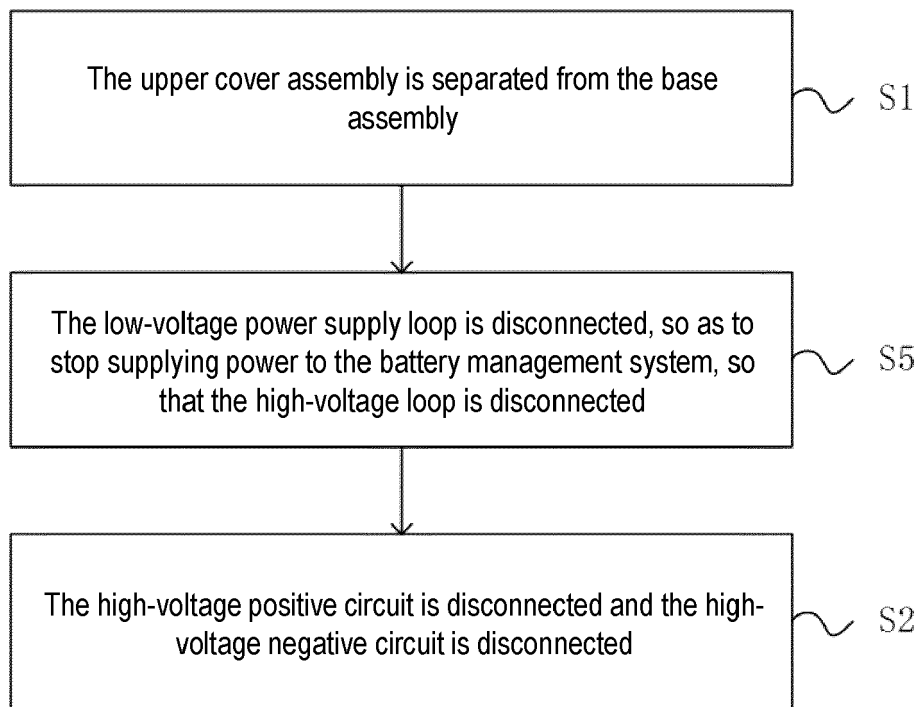 The upper cover assembly is separated from the base
assembly
S1
The low-voltage power supply loop is disconnected, so as to
stop supplying power to the battery management system, so
that the high-voltage loop is disconnected
S5
The high-voltage positive circuit is disconnected and the high-
voltage negative circuit is disconnected
S2